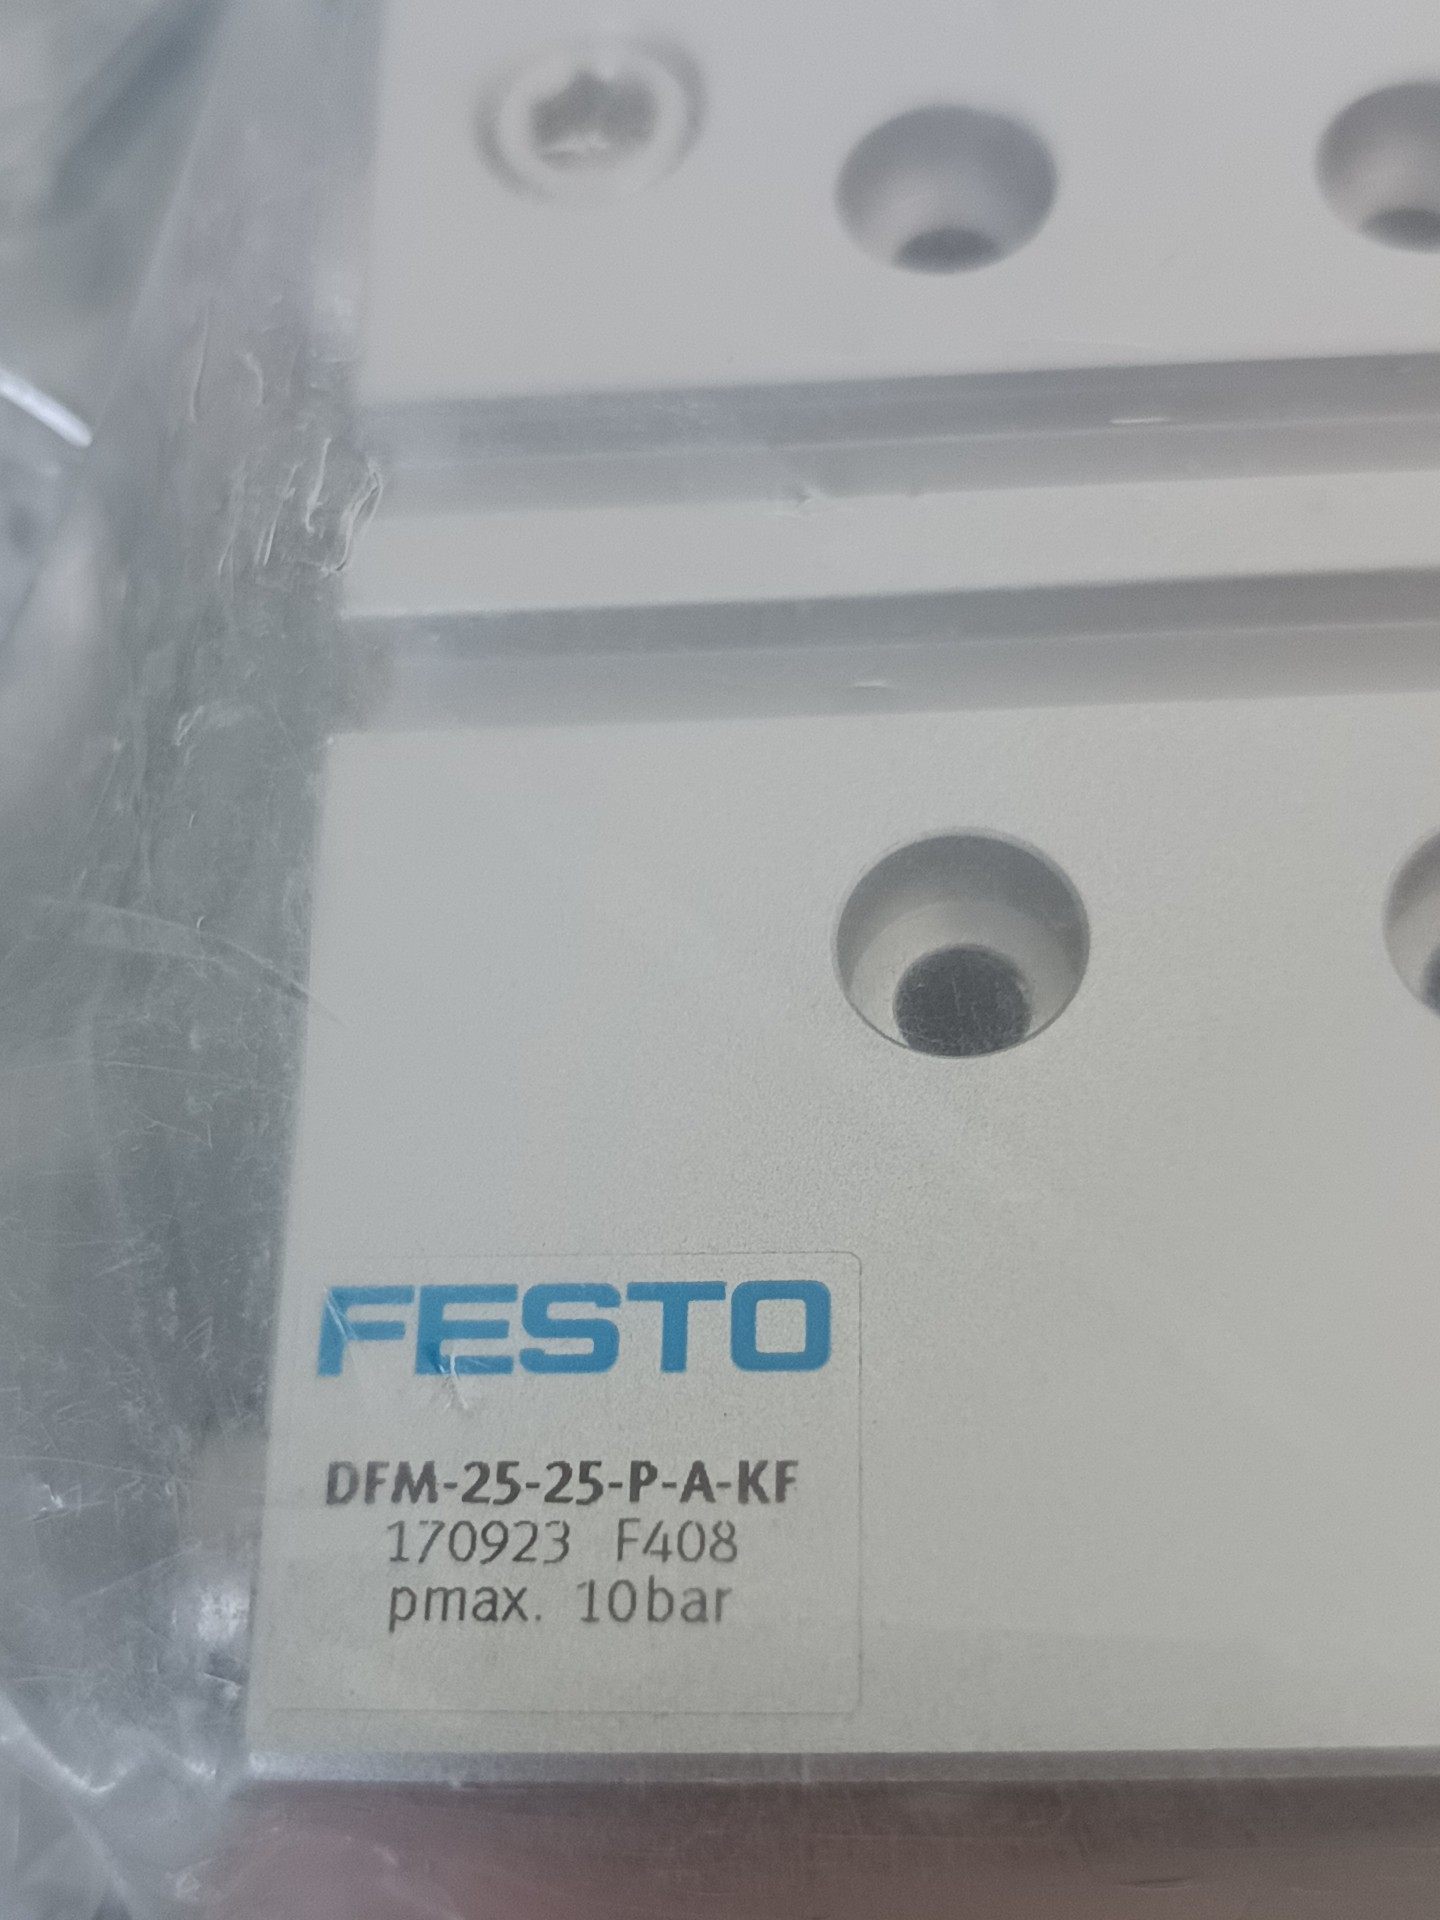 FESTO
DFM-25-25-P-A-KF
170923 F408
pmax. 10bar